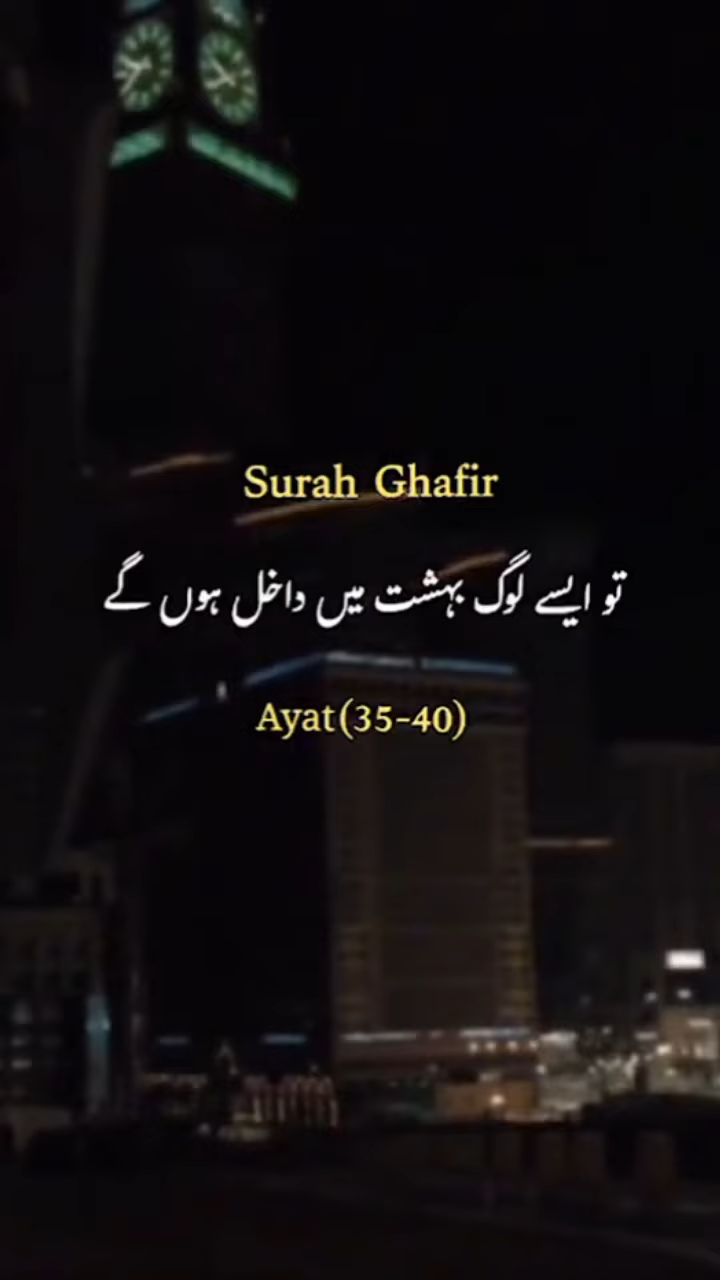 Surah Ghafir
تو ایسے لوگ بہشت میں داخل ہوں گے
Ayat(35-40)